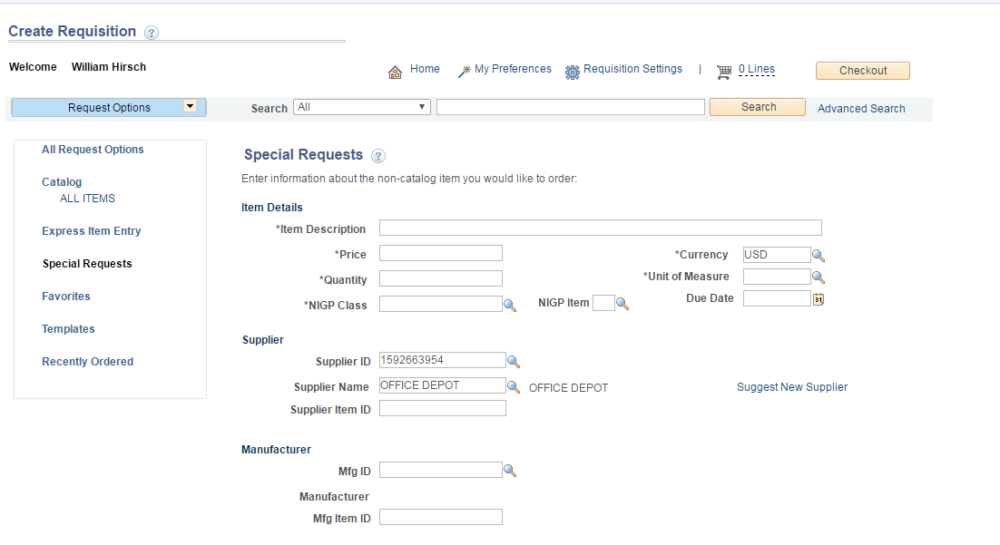 Create Requisition ?
Welcome William Hirsch
Home My Preferences Requisition Settings | 0 Lines Checkout
Request Options Search All Search Advanced Search
All Request Options
Catalog
ALL ITEMS
Express Item Entry
Special Requests
Favorites
Templates
Recently Ordered
Special Requests ?
Enter information about the non-catalog item you would like to order:
Item Details
*Item Description
*Price *Currency USD
*Quantity *Unit of Measure
*NIGP Class NIGP Item Due Date 31
Supplier
Supplier ID 1592663954
Supplier Name OFFICE DEPOT OFFICE DEPOT Suggest New Supplier
Supplier Item ID
Manufacturer
Mfg ID
Manufacturer
Mfg Item ID